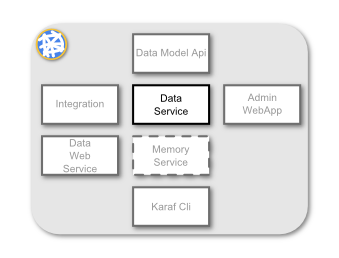 Data Model Api
Integration
Data
Service
Admin
WebApp
Data
Web
Service
Memory
Service
Karaf Cli